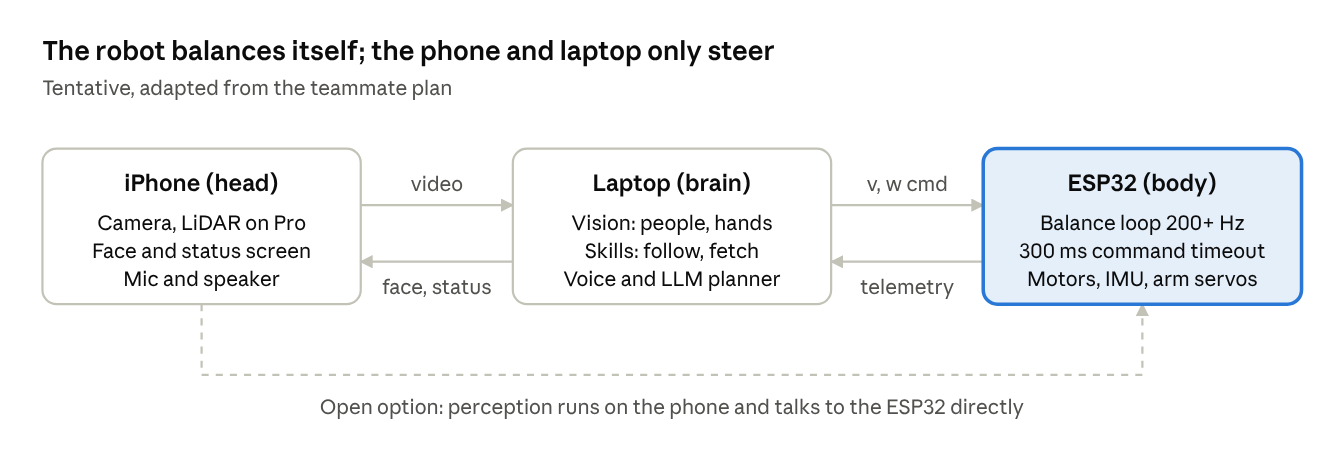 The robot balances itself; the phone and laptop only steer
Tentative, adapted from the teammate plan
iPhone (head)
Camera, LiDAR on Pro
Face and status screen
Mic and speaker
video
face, status
Laptop (brain)
Vision: people, hands
Skills: follow, fetch
Voice and LLM planner
v, w cmd
telemetry
ESP32 (body)
Balance loop 200+ Hz
300 ms command timeout
Motors, IMU, arm servos
Open option: perception runs on the phone and talks to the ESP32 directly